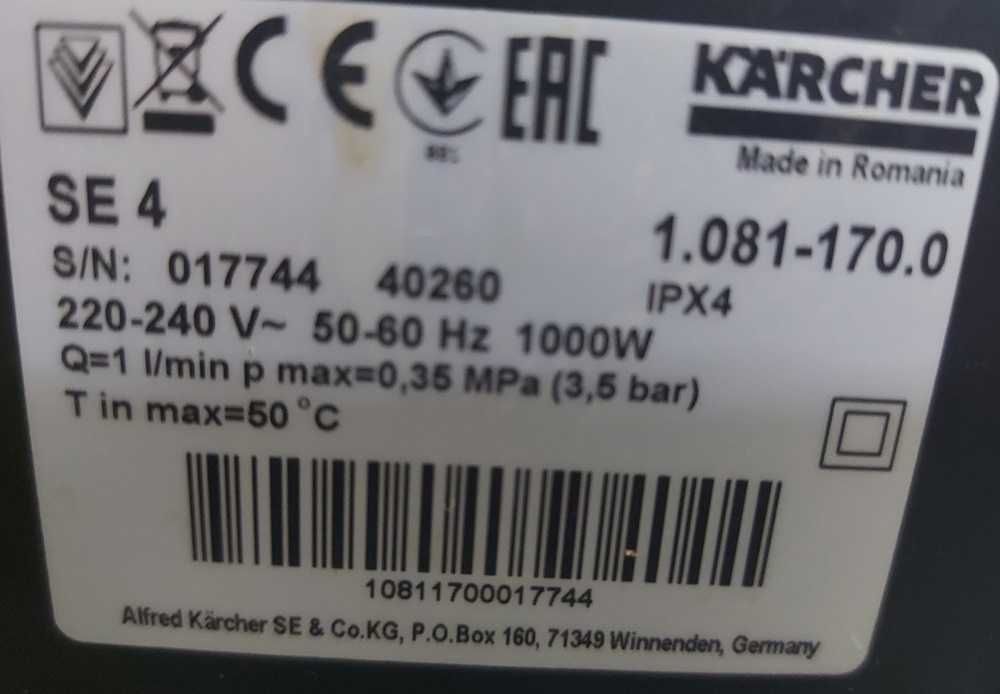 CE
EAC
KÄRCHER
Made in Romania
SE 4
1.081-170.0
S/N: 017744 40260
IPX4
220-240 V~ 50-60 Hz 1000W
Q=1 l/min p max=0,35 MPa (3,5 bar)
T in max=50 °C
10811700017744
Alfred Kärcher SE & Co.KG, P.O.Box 160, 71349 Winnenden, Germany